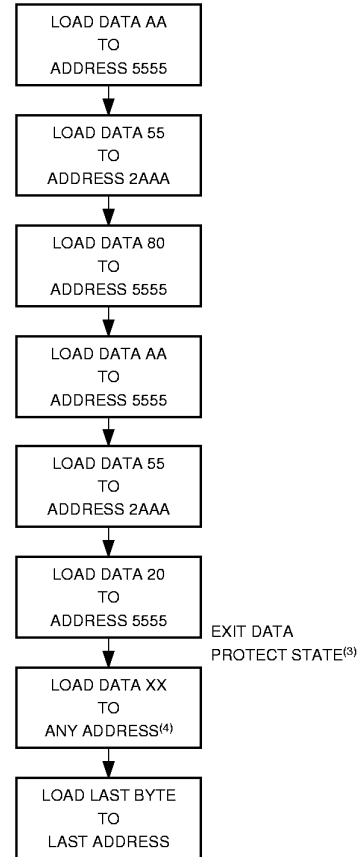 LOAD DATA AA
TO
ADDRESS 5555
LOAD DATA 55
TO
ADDRESS 2AAA
LOAD DATA 80
TO
ADDRESS 5555
LOAD DATA AA
TO
ADDRESS 5555
LOAD DATA 55
TO
ADDRESS 2AAA
LOAD DATA 20
TO
ADDRESS 5555
EXIT DATA
PROTECT STATE(3)
LOAD DATA XX
TO
ANY ADDRESS(4)
LOAD LAST BYTE
TO
LAST ADDRESS